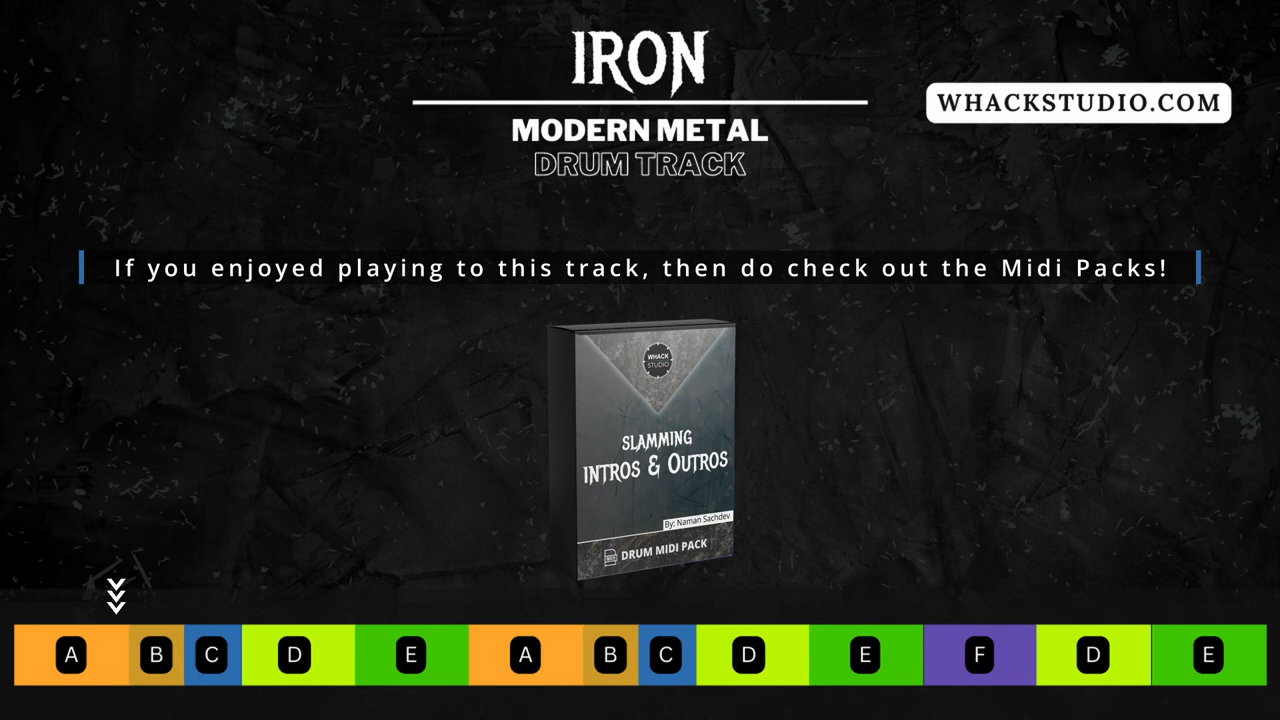 IRON
MODERN METAL
DRUM TRACK
WHACKSTUDIO.COM
If you enjoyed playing to this track, then do check out the Midi Packs!
WHACK
STUDIO
SLAMMING
INTROS & OUTROS
By: Naman Sachdev
DRUM MIDI PACK
A B C D E A B C D E F D E